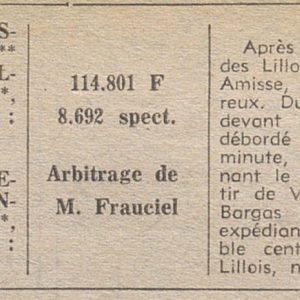 S-
**
L-
*,
:
E-
N-
*,
:
114.801 F
8.692 spect.
Arbitrage de
M. Frauciel
Après
des Lillo
Amisse,
reux. Du
devant
débordé
minute,
nant le
tir de V
Bargas
expédian
ble cent
Lillois, n